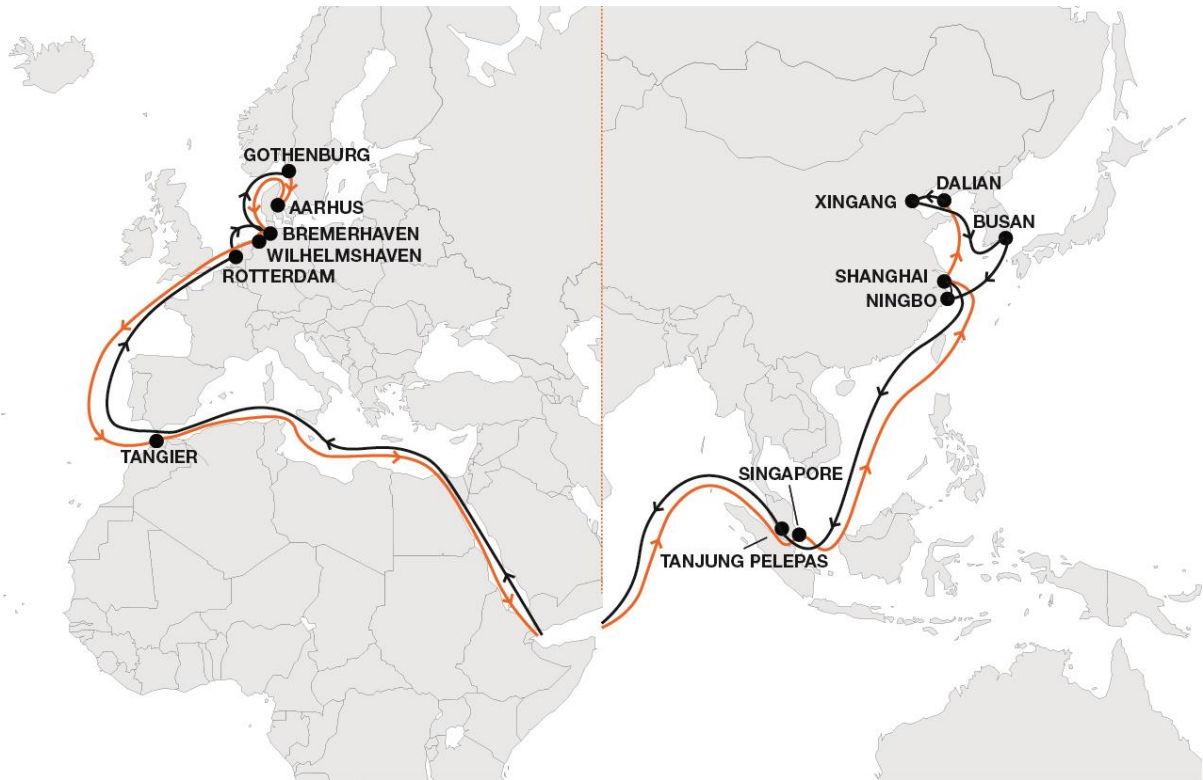 GOTHENBURG
AARHUS
BREMERHAVEN
WILHELMSHAVEN
ROTTERDAM
TANGIER
XINGANG
DALIAN
BUSAN
SHANGHAI
NINGBO
SINGAPORE
TANJUNG PELEPAS